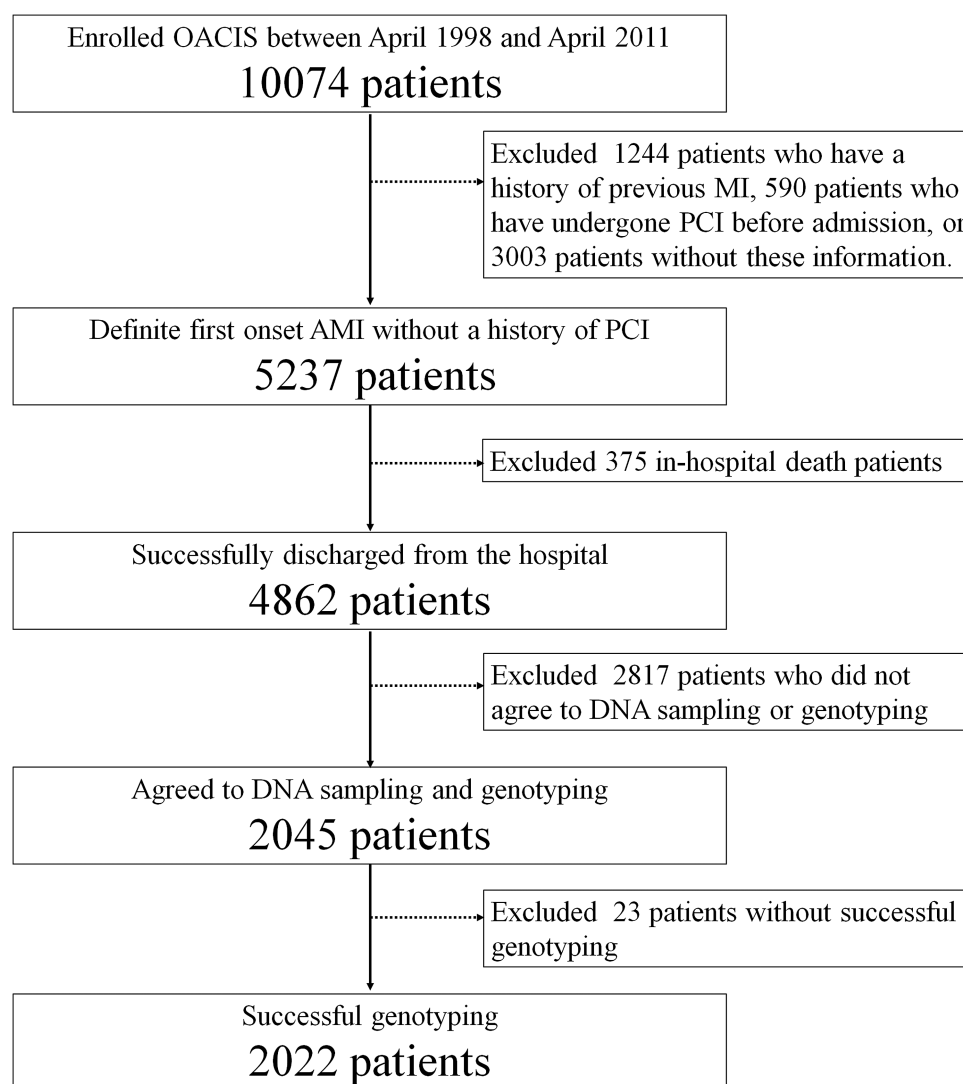 Enrolled OACIS between April 1998 and April 2011
10074 patients
Excluded 1244 patients who have a
history of previous MI, 590 patients who
have undergone PCI before admission, or
3003 patients without these information.
Definite first onset AMI without a history of PCI
5237 patients
Excluded 375 in-hospital death patients
Successfully discharged from the hospital
4862 patients
Excluded 2817 patients who did not
agree to DNA sampling or genotyping
Agreed to DNA sampling and genotyping
2045 patients
Excluded 23 patients without successful
genotyping
Successful genotyping
2022 patients